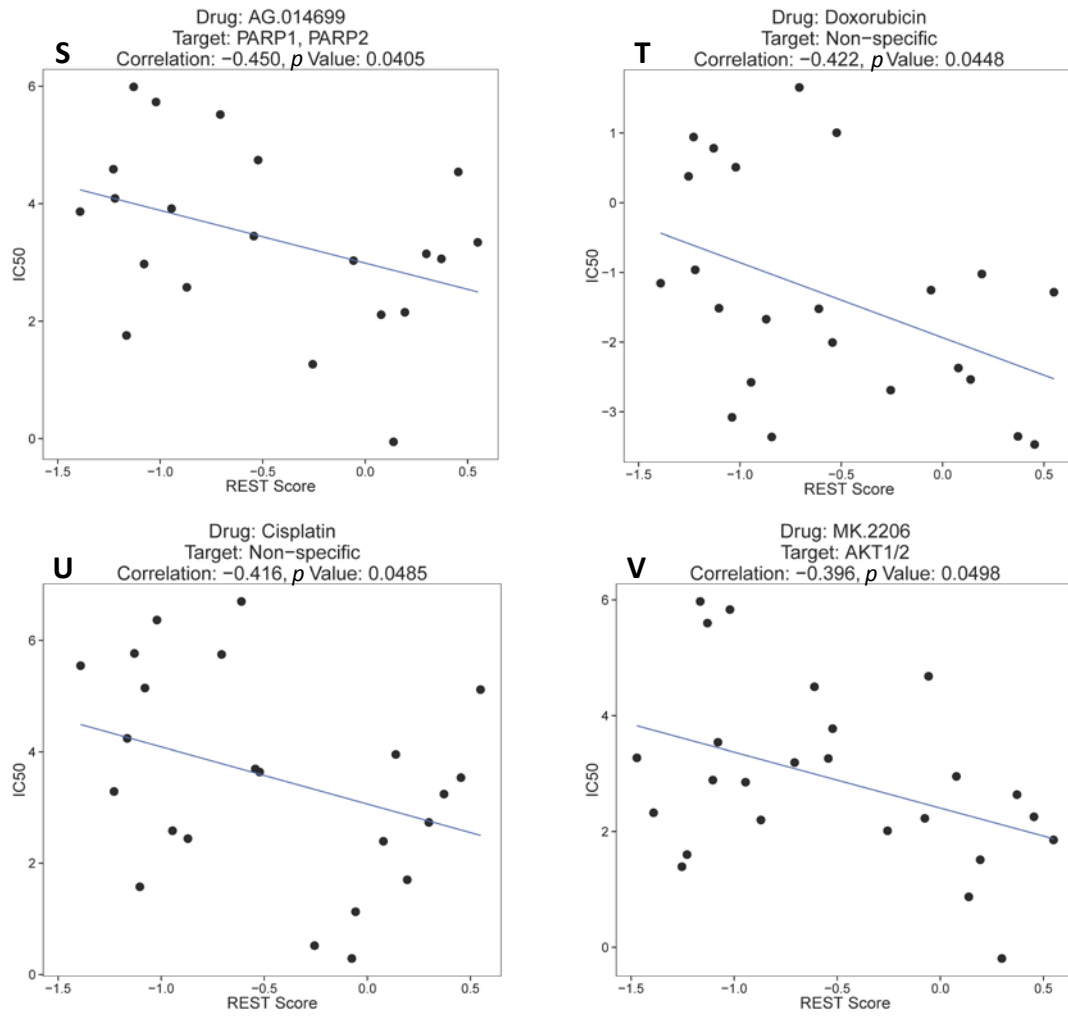 S
Drug: AG.014699
Target: PARP1, PARP2
Correlation: −0.450, p Value: 0.0405
IC50
6
4
2
0
−1.5 −1.0 −0.5 0.0 0.5
REST Score
T
Drug: Doxorubicin
Target: Non−specific
Correlation: −0.422, p Value: 0.0448
IC50
1
0
−1
−2
−3
−1.5 −1.0 −0.5 0.0 0.5
REST Score
U
Drug: Cisplatin
Target: Non−specific
Correlation: −0.416, p Value: 0.0485
IC50
6
4
2
0
−1.5 −1.0 −0.5 0.0 0.5
REST Score
V
Drug: MK.2206
Target: AKT1/2
Correlation: −0.396, p Value: 0.0498
IC50
6
4
2
0
−1.5 −1.0 −0.5 0.0 0.5
REST Score